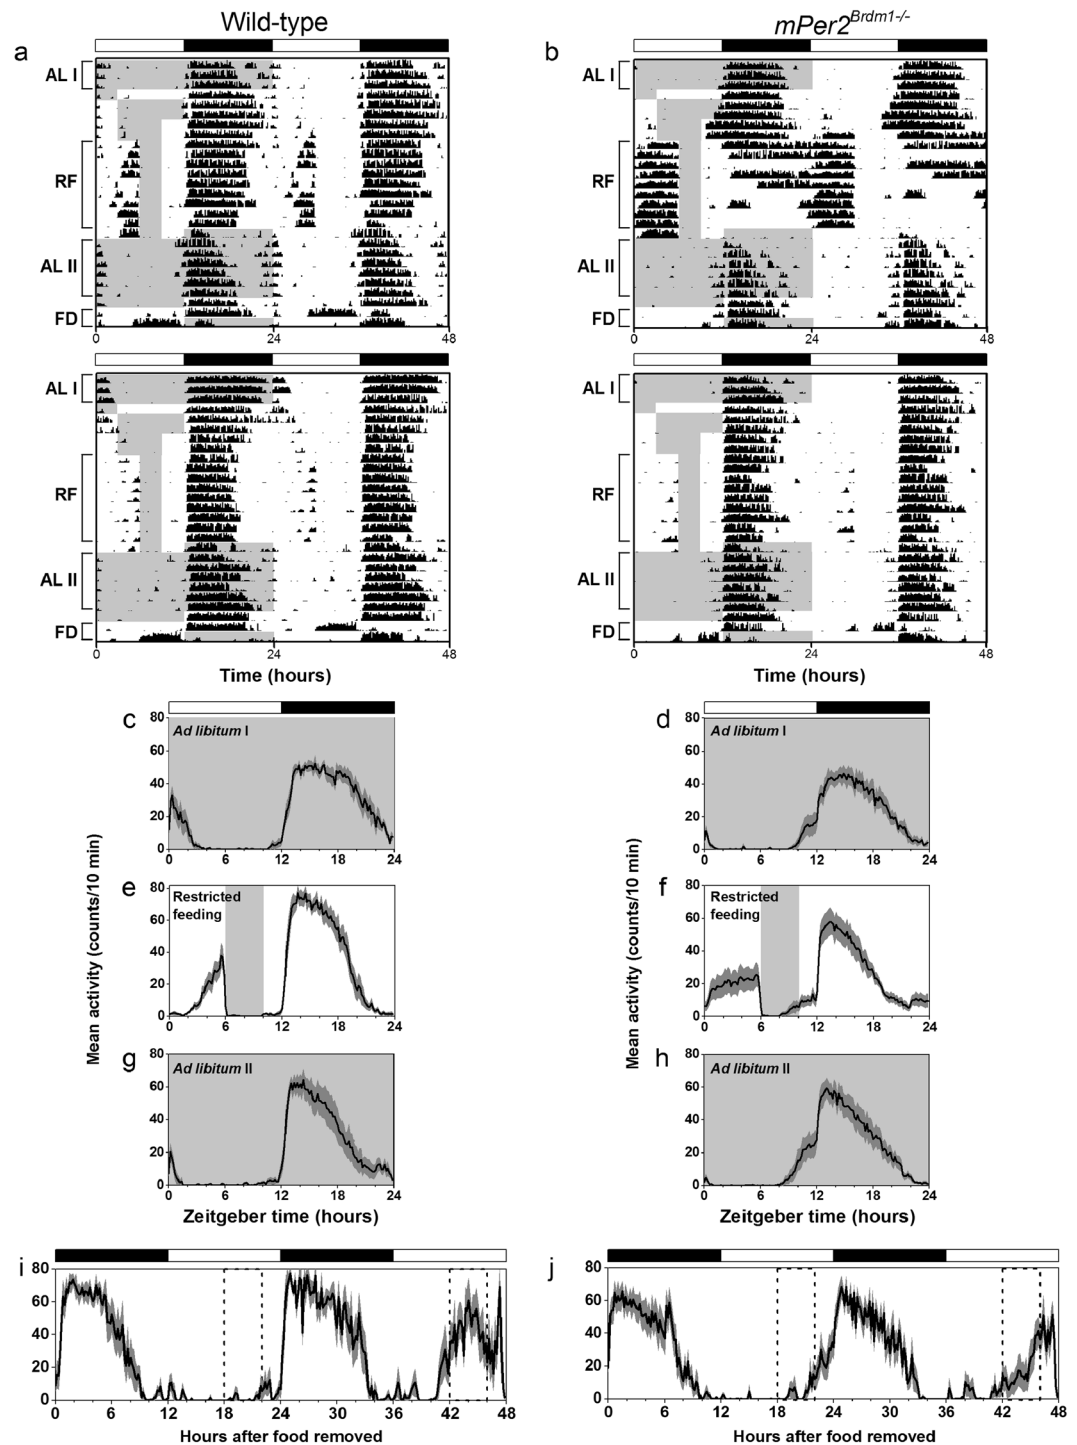 Wild-type
mPer2Brdm1-/-
a
b
AL I
RF
AL II
FD
0 24 48
AL I
RF
AL II
FD
0 24 48
AL I
RF
AL II
FD
0 24 48
Time (hours)
AL I
RF
AL II
FD
0 24 48
Time (hours)
c
80
60
40
20
0
Ad libitum I
0 6 12 18 24
d
80
60
40
20
0
Ad libitum I
0 6 12 18 24
Mean activity (counts/10 min)
Mean activity (counts/10 min)
e
80
60
40
20
0
Restricted
feeding
0 6 12 18 24
f
80
60
40
20
0
Restricted
feeding
0 6 12 18 24
g
80
60
40
20
0
Ad libitum II
0 6 12 18 24
Zeitgeber time (hours)
h
80
60
40
20
0
Ad libitum II
0 6 12 18 24
Zeitgeber time (hours)
i
80
60
40
20
0
0 6 12 18 24 30 36 42 48
Hours after food removed
j
80
60
40
20
0
0 6 12 18 24 30 36 42 48
Hours after food removed